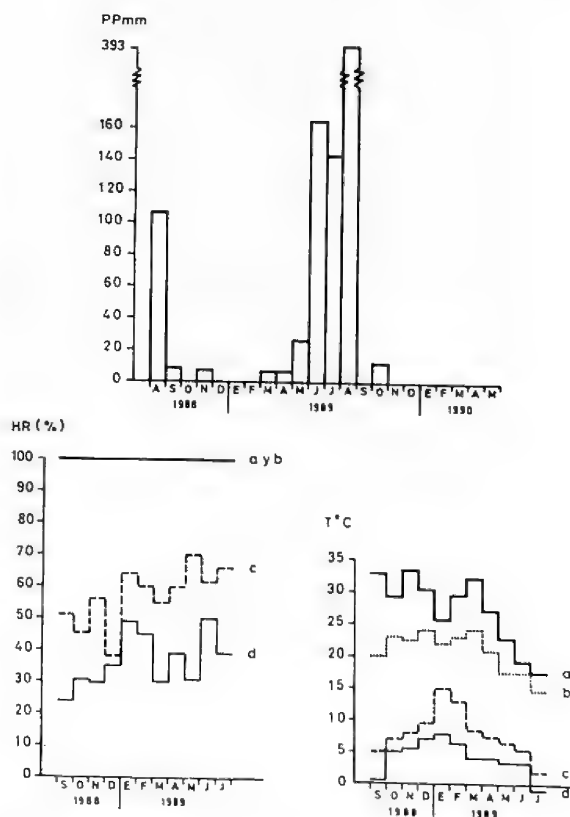 PPmm
393
160
140
120
100
80
60
40
20
0
A S O N D E F M A M J J A S O N D E F M A M
1988 1989 1990
HR (%)
100
90
80
70
60
50
40
30
20
10
0
a y b
c
d
S O N D E F M A M J J
1988 1989
T°C
35
30
25
20
15
10
5
0
a
b
c
d
S O N D E F M A M J J
1988 1989